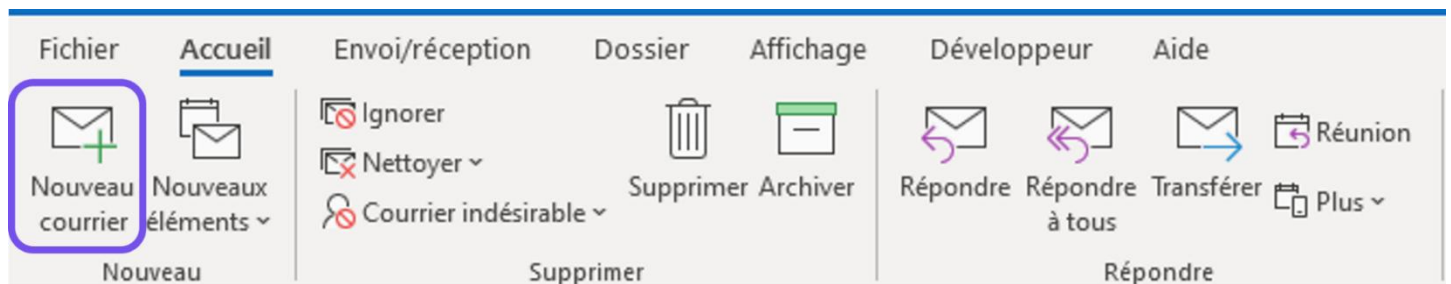 Fichier Accueil Envoi/réception Dossier Affichage Développeur Aide
Nouveau courrier
Nouveaux éléments
Ignorer
Nettoyer
Courrier indésirable
Supprimer
Archiver
Répondre
Répondre à tous
Transférer
Réunion
Plus
Nouveau
Supprimer
Répondre